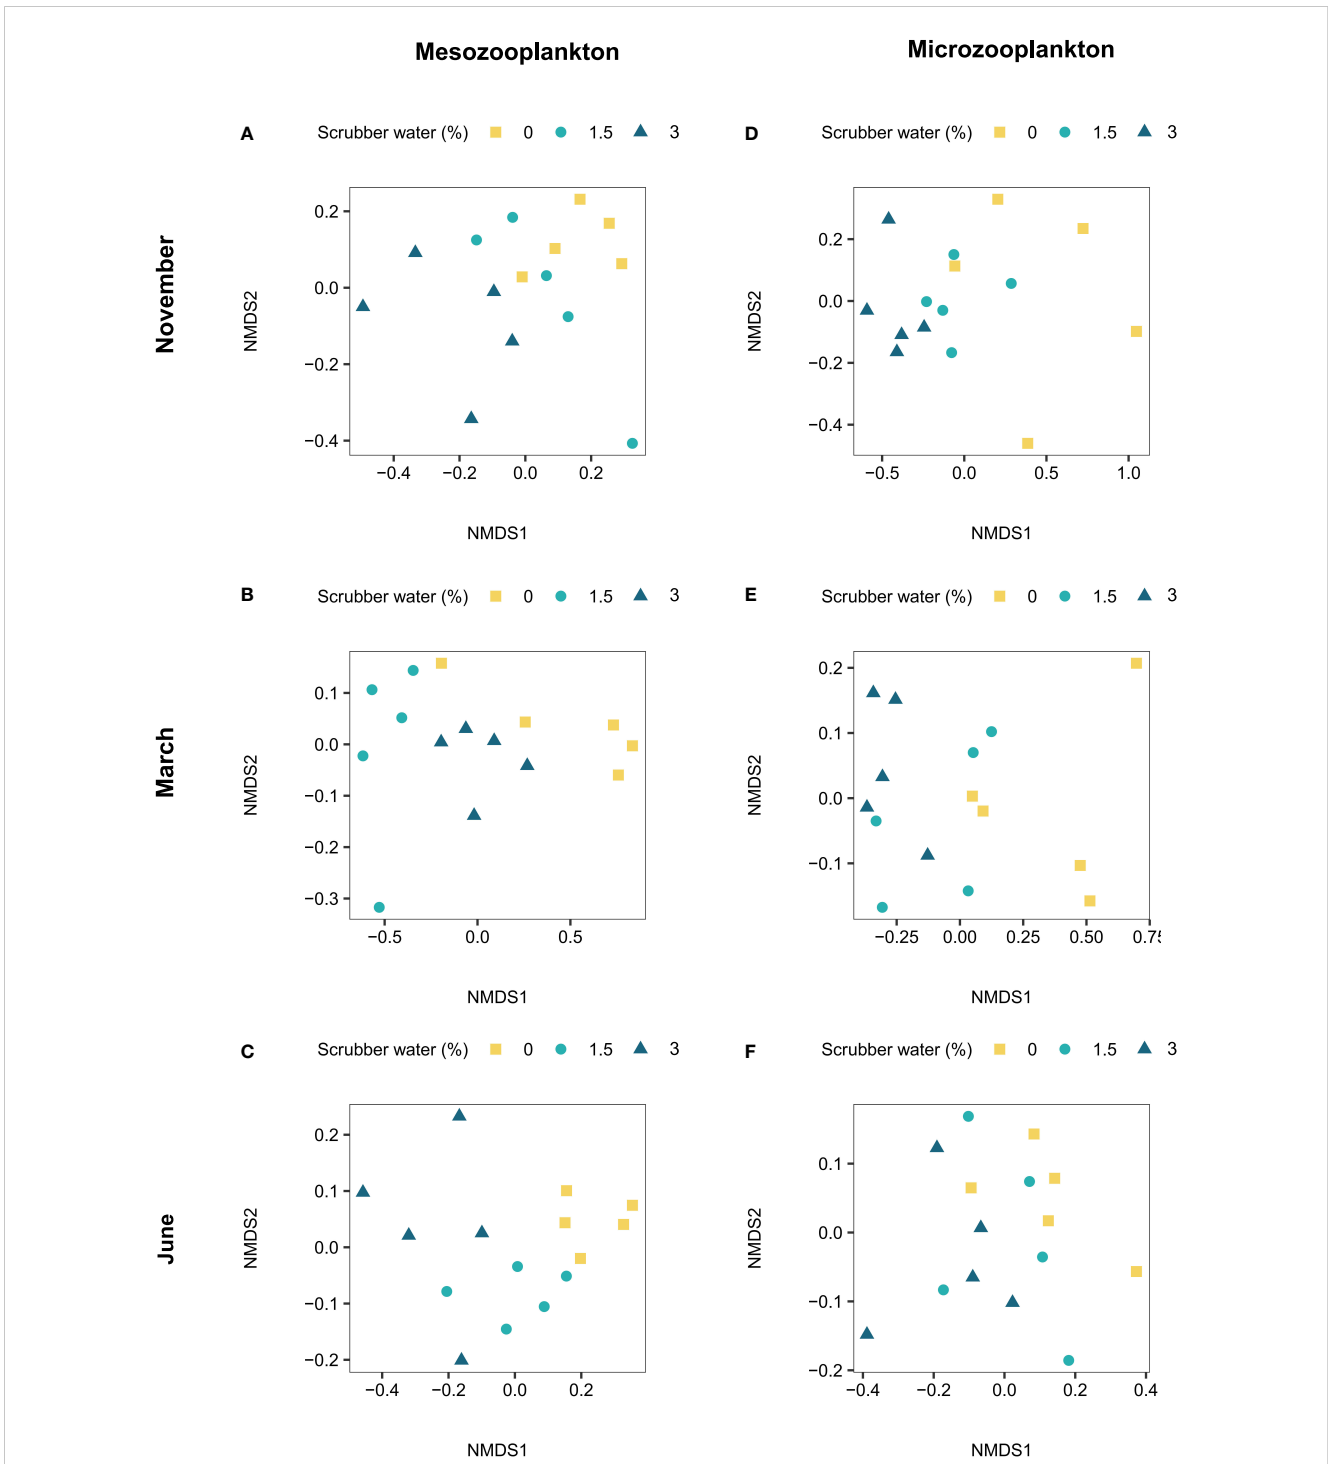 Mesozooplankton
Microzooplankton
November
A
Scrubber water (%) 0 1.5 3
0.2
0.0
−0.2
−0.4
−0.4 −0.2 0.0 0.2
NMDS2
NMDS1
D
Scrubber water (%) 0 1.5 3
0.2
0.0
−0.2
−0.4
−0.5 0.0 0.5 1.0
NMDS2
NMDS1
March
B
Scrubber water (%) 0 1.5 3
0.1
0.0
−0.1
−0.2
−0.3
−0.5 0.0 0.5
NMDS2
NMDS1
E
Scrubber water (%) 0 1.5 3
0.2
0.1
0.0
−0.1
−0.25 0.00 0.25 0.50 0.75
NMDS2
NMDS1
June
C
Scrubber water (%) 0 1.5 3
0.2
0.1
0.0
−0.1
−0.2
−0.4 −0.2 0.0 0.2
NMDS2
NMDS1
F
Scrubber water (%) 0 1.5 3
0.1
0.0
−0.1
−0.2
−0.4 −0.2 0.0 0.2 0.4
NMDS2
NMDS1